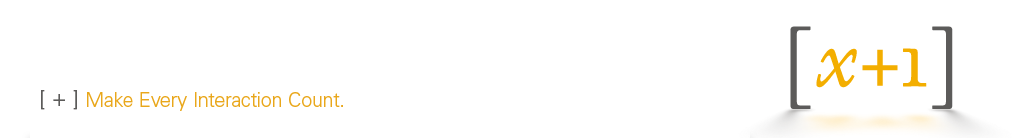 [x+1]
[ + ] Make Every Interaction Count.